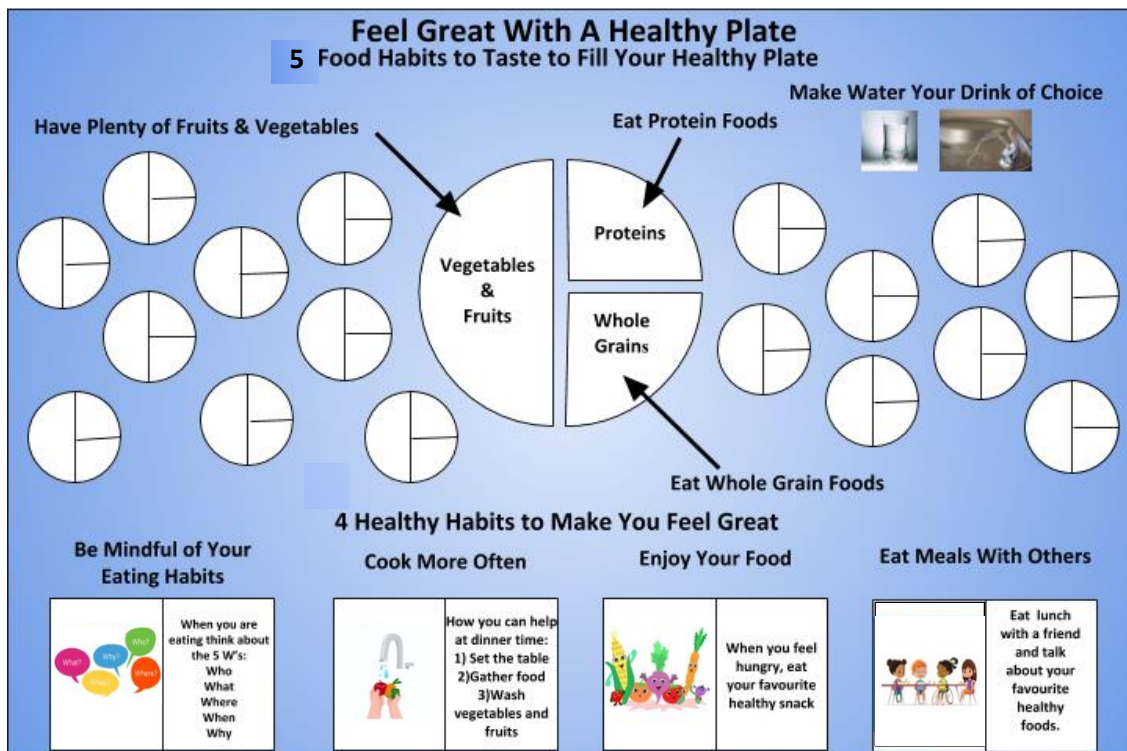 Feel Great With A Healthy Plate
5 Food Habits to Taste to Fill Your Healthy Plate
Make Water Your Drink of Choice
Have Plenty of Fruits & Vegetables
Eat Protein Foods
Vegetables
&
Fruits
Proteins
Whole
Grains
Eat Whole Grain Foods
4 Healthy Habits to Make You Feel Great
Be Mindful of Your
Eating Habits
What?
Why?
Who?
When?
Where?
When you are
eating think about
the 5 W's:
Who
What
Where
When
Why
Cook More Often
How you can help
at dinner time:
1) Set the table
2)Gather food
3)Wash
vegetables and
fruits
Enjoy Your Food
When you feel
hungry, eat
your favourite
healthy snack
Eat Meals With Others
Eat lunch
with a friend
and talk
about your
favourite
healthy
foods.